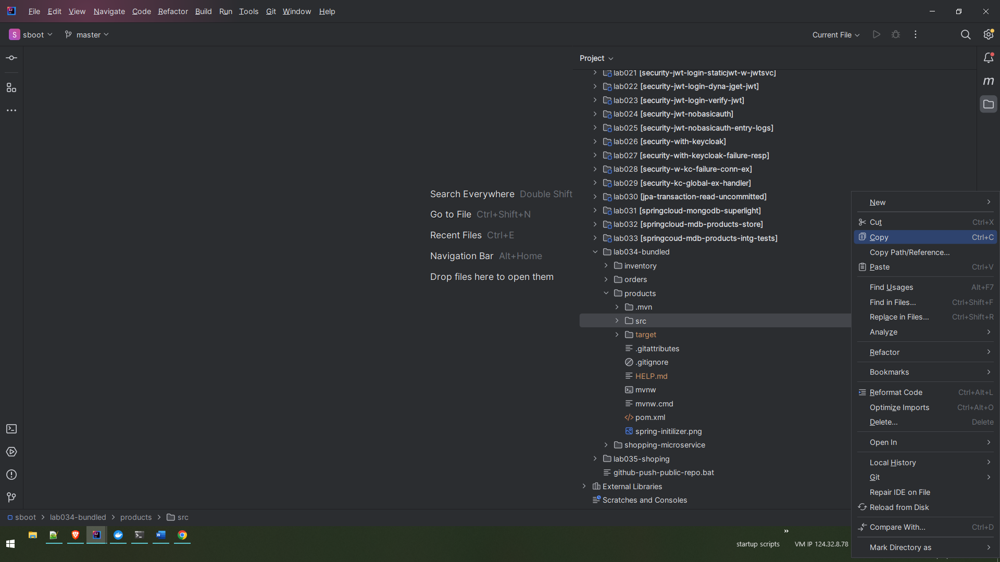 File Edit View Navigate Code Refactor Build Run Tools Git Window Help
S sboot master Current File
Project
lab021 [security-jwt-login-staticjwt-w-jwtsvc]
lab022 [security-jwt-login-dyna-jget-jwt]
lab023 [security-jwt-login-verify-jwt]
lab024 [security-jwt-nobasicauth]
lab025 [security-jwt-nobasicauth-entry-logs]
lab026 [security-with-keycloak]
lab027 [security-with-keycloak-failure-resp]
lab028 [security-w-kc-failure-conn-ex]
lab029 [security-kc-global-ex-handler]
lab030 [jpa-transaction-read-uncommitted]
lab031 [springcloud-mongodb-superlight]
lab032 [springcloud-mdb-products-store]
lab033 [springcoud-mdb-products-intg-tests]
lab034-bundled
inventory
orders
products
.mvn
src
target
.gitattributes
.gitignore
HELP.md
mvnw
mvnw.cmd
pom.xml
spring-initilizer.png
shopping-microservice
lab035-shoping
github-push-public-repo.bat
External Libraries
Scratches and Consoles
Search Everywhere Double Shift
Go to File Ctrl+Shift+N
Recent Files Ctrl+E
Navigation Bar Alt+Home
Drop files here to open them
New
Cut Ctrl+X
Copy Ctrl+C
Copy Path/Reference...
Paste Ctrl+V
Find Usages Alt+F7
Find in Files... Ctrl+Shift+F
Replace in Files... Ctrl+Shift+R
Analyze
Refactor
Bookmarks
Reformat Code Ctrl+Alt+L
Optimize Imports Ctrl+Alt+O
Delete... Delete
Open In
Local History
Git
Repair IDE on File
Reload from Disk
Compare With... Ctrl+D
Mark Directory as
sboot lab034-bundled products src
startup scripts VM IP 124.32.8.78